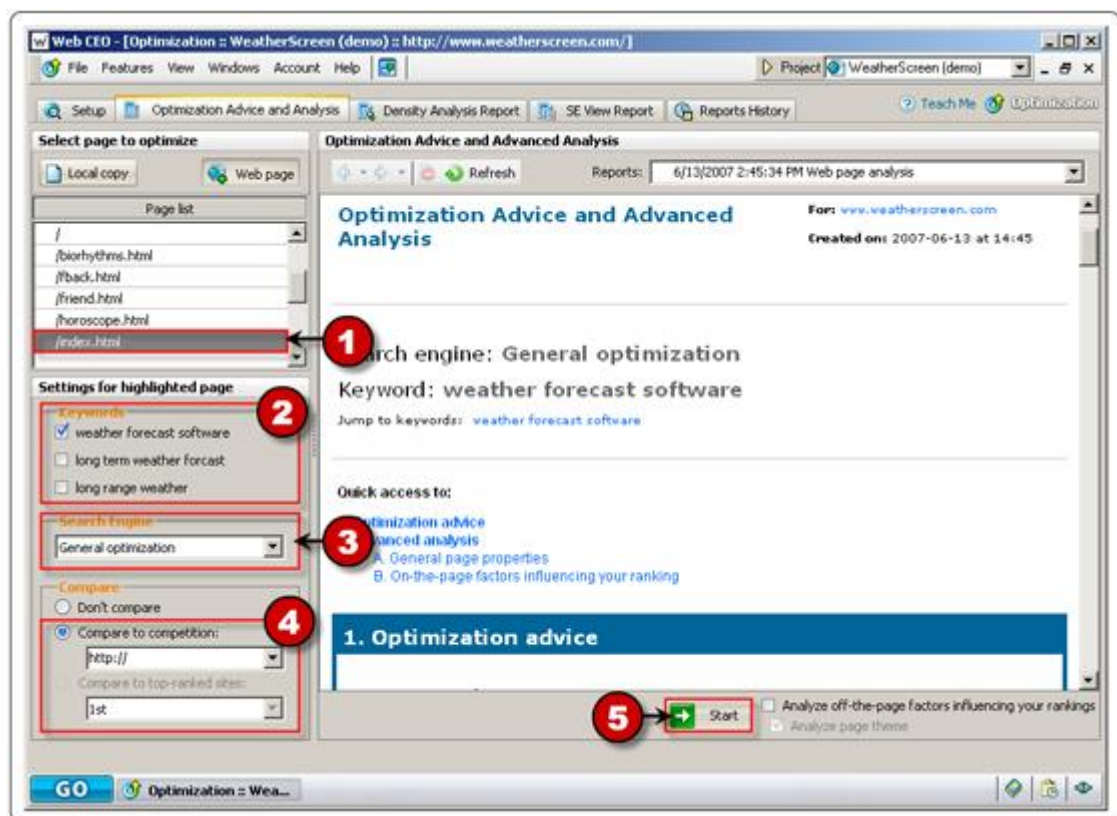 Web CEO - [Optimization :: WeatherScreen (demo) :: http://www.weatherscreen.com/]
File Features View Windows Account Help Project WeatherScreen (demo)
Setup Optimization Advice and Analysis Density Analysis Report SE View Report Reports History Teach Me Optimization
Select page to optimize
Local copy Web page
Page list
/
/biorhythms.html
/fback.html
/friend.html
/horoscope.html
/index.html
1
Settings for highlighted page
Keywords
2
weather forecast software
long term weather forcast
long range weather
Search Engine
General optimization
3
Compare
Don't compare
Compare to competition:
4
http://
Compare to top-ranked sites:
1st
Optimization Advice and Advanced Analysis
Refresh Reports: 6/13/2007 2:45:34 PM Web page analysis
Optimization Advice and Advanced
Analysis
For: www.weatherscreen.com
Created on: 2007-06-13 at 14:45
arch engine: General optimization
Keyword: weather forecast software
Jump to keywords: weather forecast software
Quick access to:
ptimization advice
vanced analysis
A. General page properties
B. On-the-page factors influencing your ranking
1. Optimization advice
5
Start
Analyze off-the-page factors influencing your rankings
Analyze page theme
GO Optimization :: Wea...